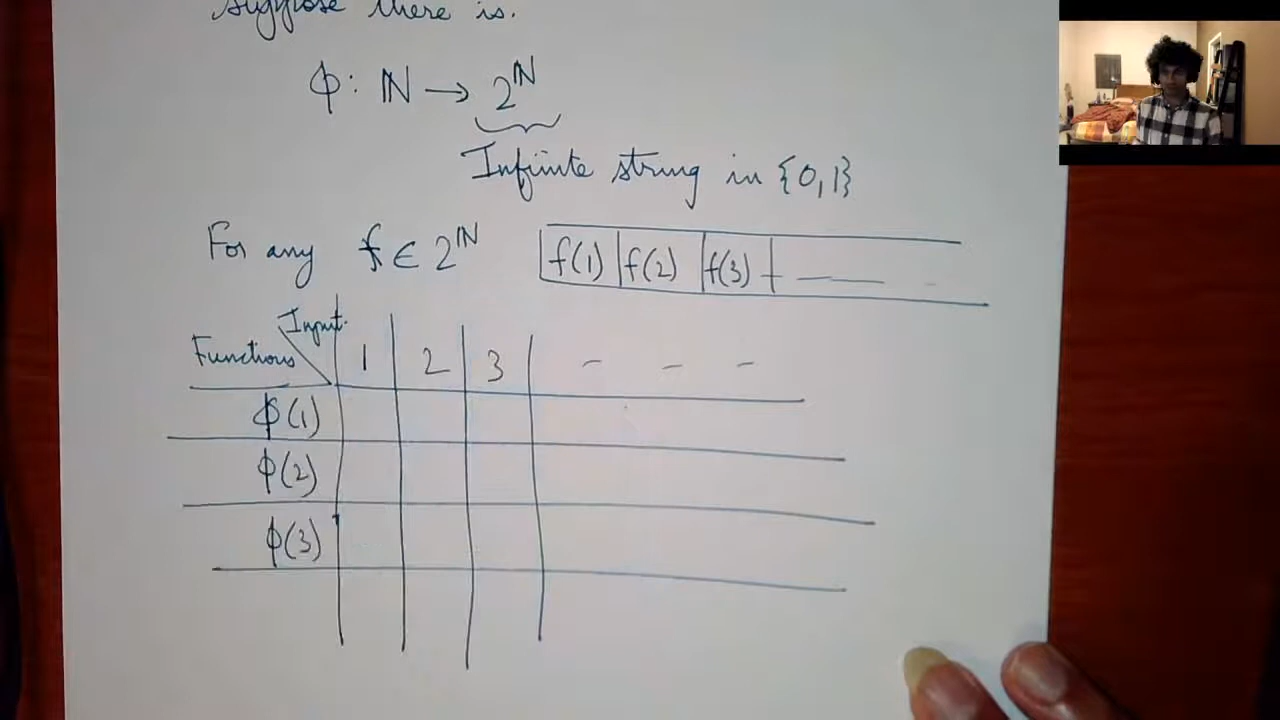 suppose there is.
φ: ℕ → 2^ℕ
Infinite string in {0,1}
For any f ∈ 2^ℕ f(1) f(2) f(3) — —
Input
Functions 1 2 3 - - -
φ(1)
φ(2)
φ(3)